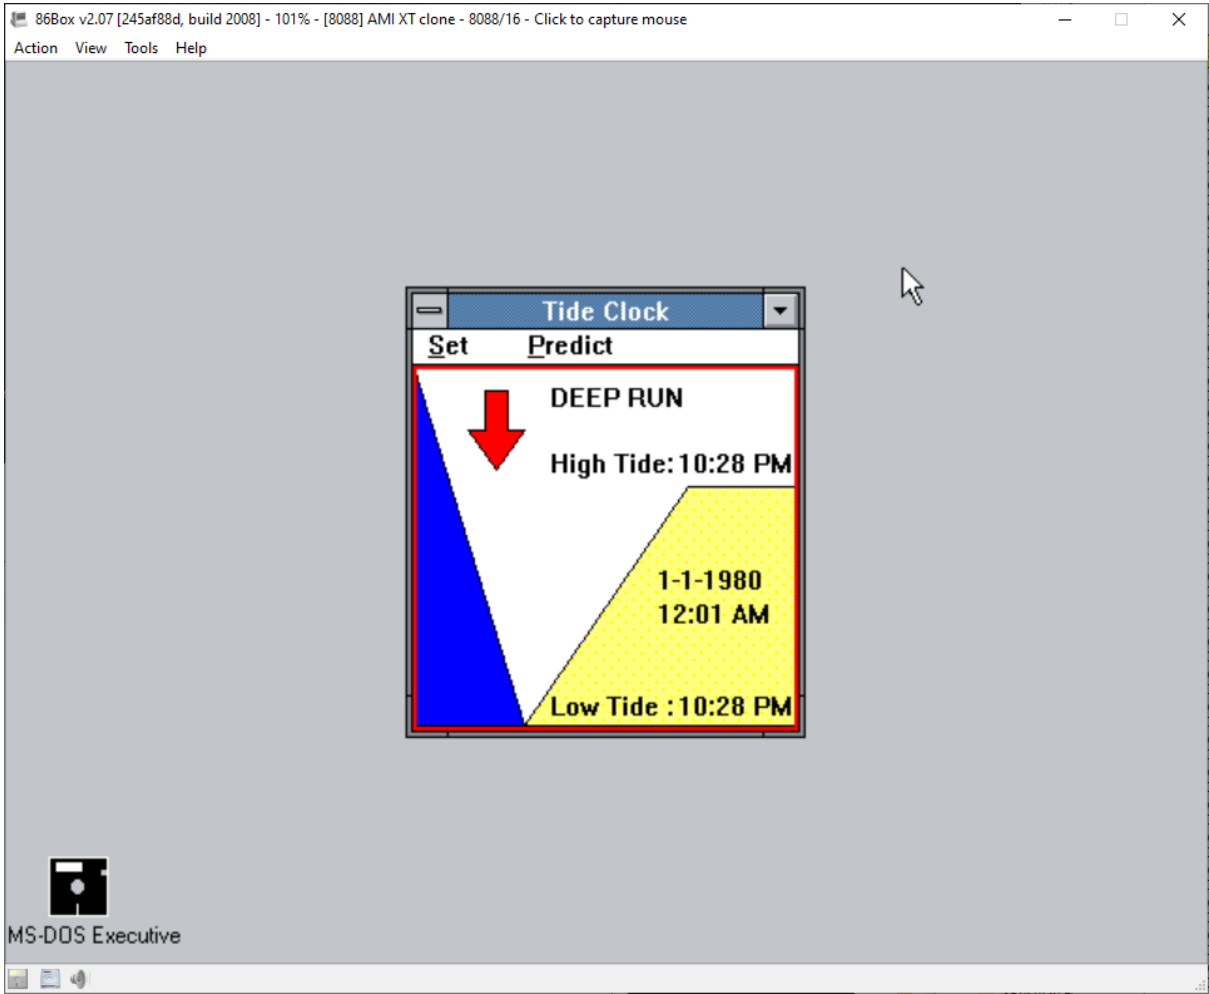 86Box v2.07 [245af88d, build 2008] - 101% - [8088] AMI XT clone - 8088/16 - Click to capture mouse
Action View Tools Help
Tide Clock
Set Predict
DEEP RUN
High Tide: 10:28 PM
1-1-1980
12:01 AM
Low Tide : 10:28 PM
MS-DOS Executive